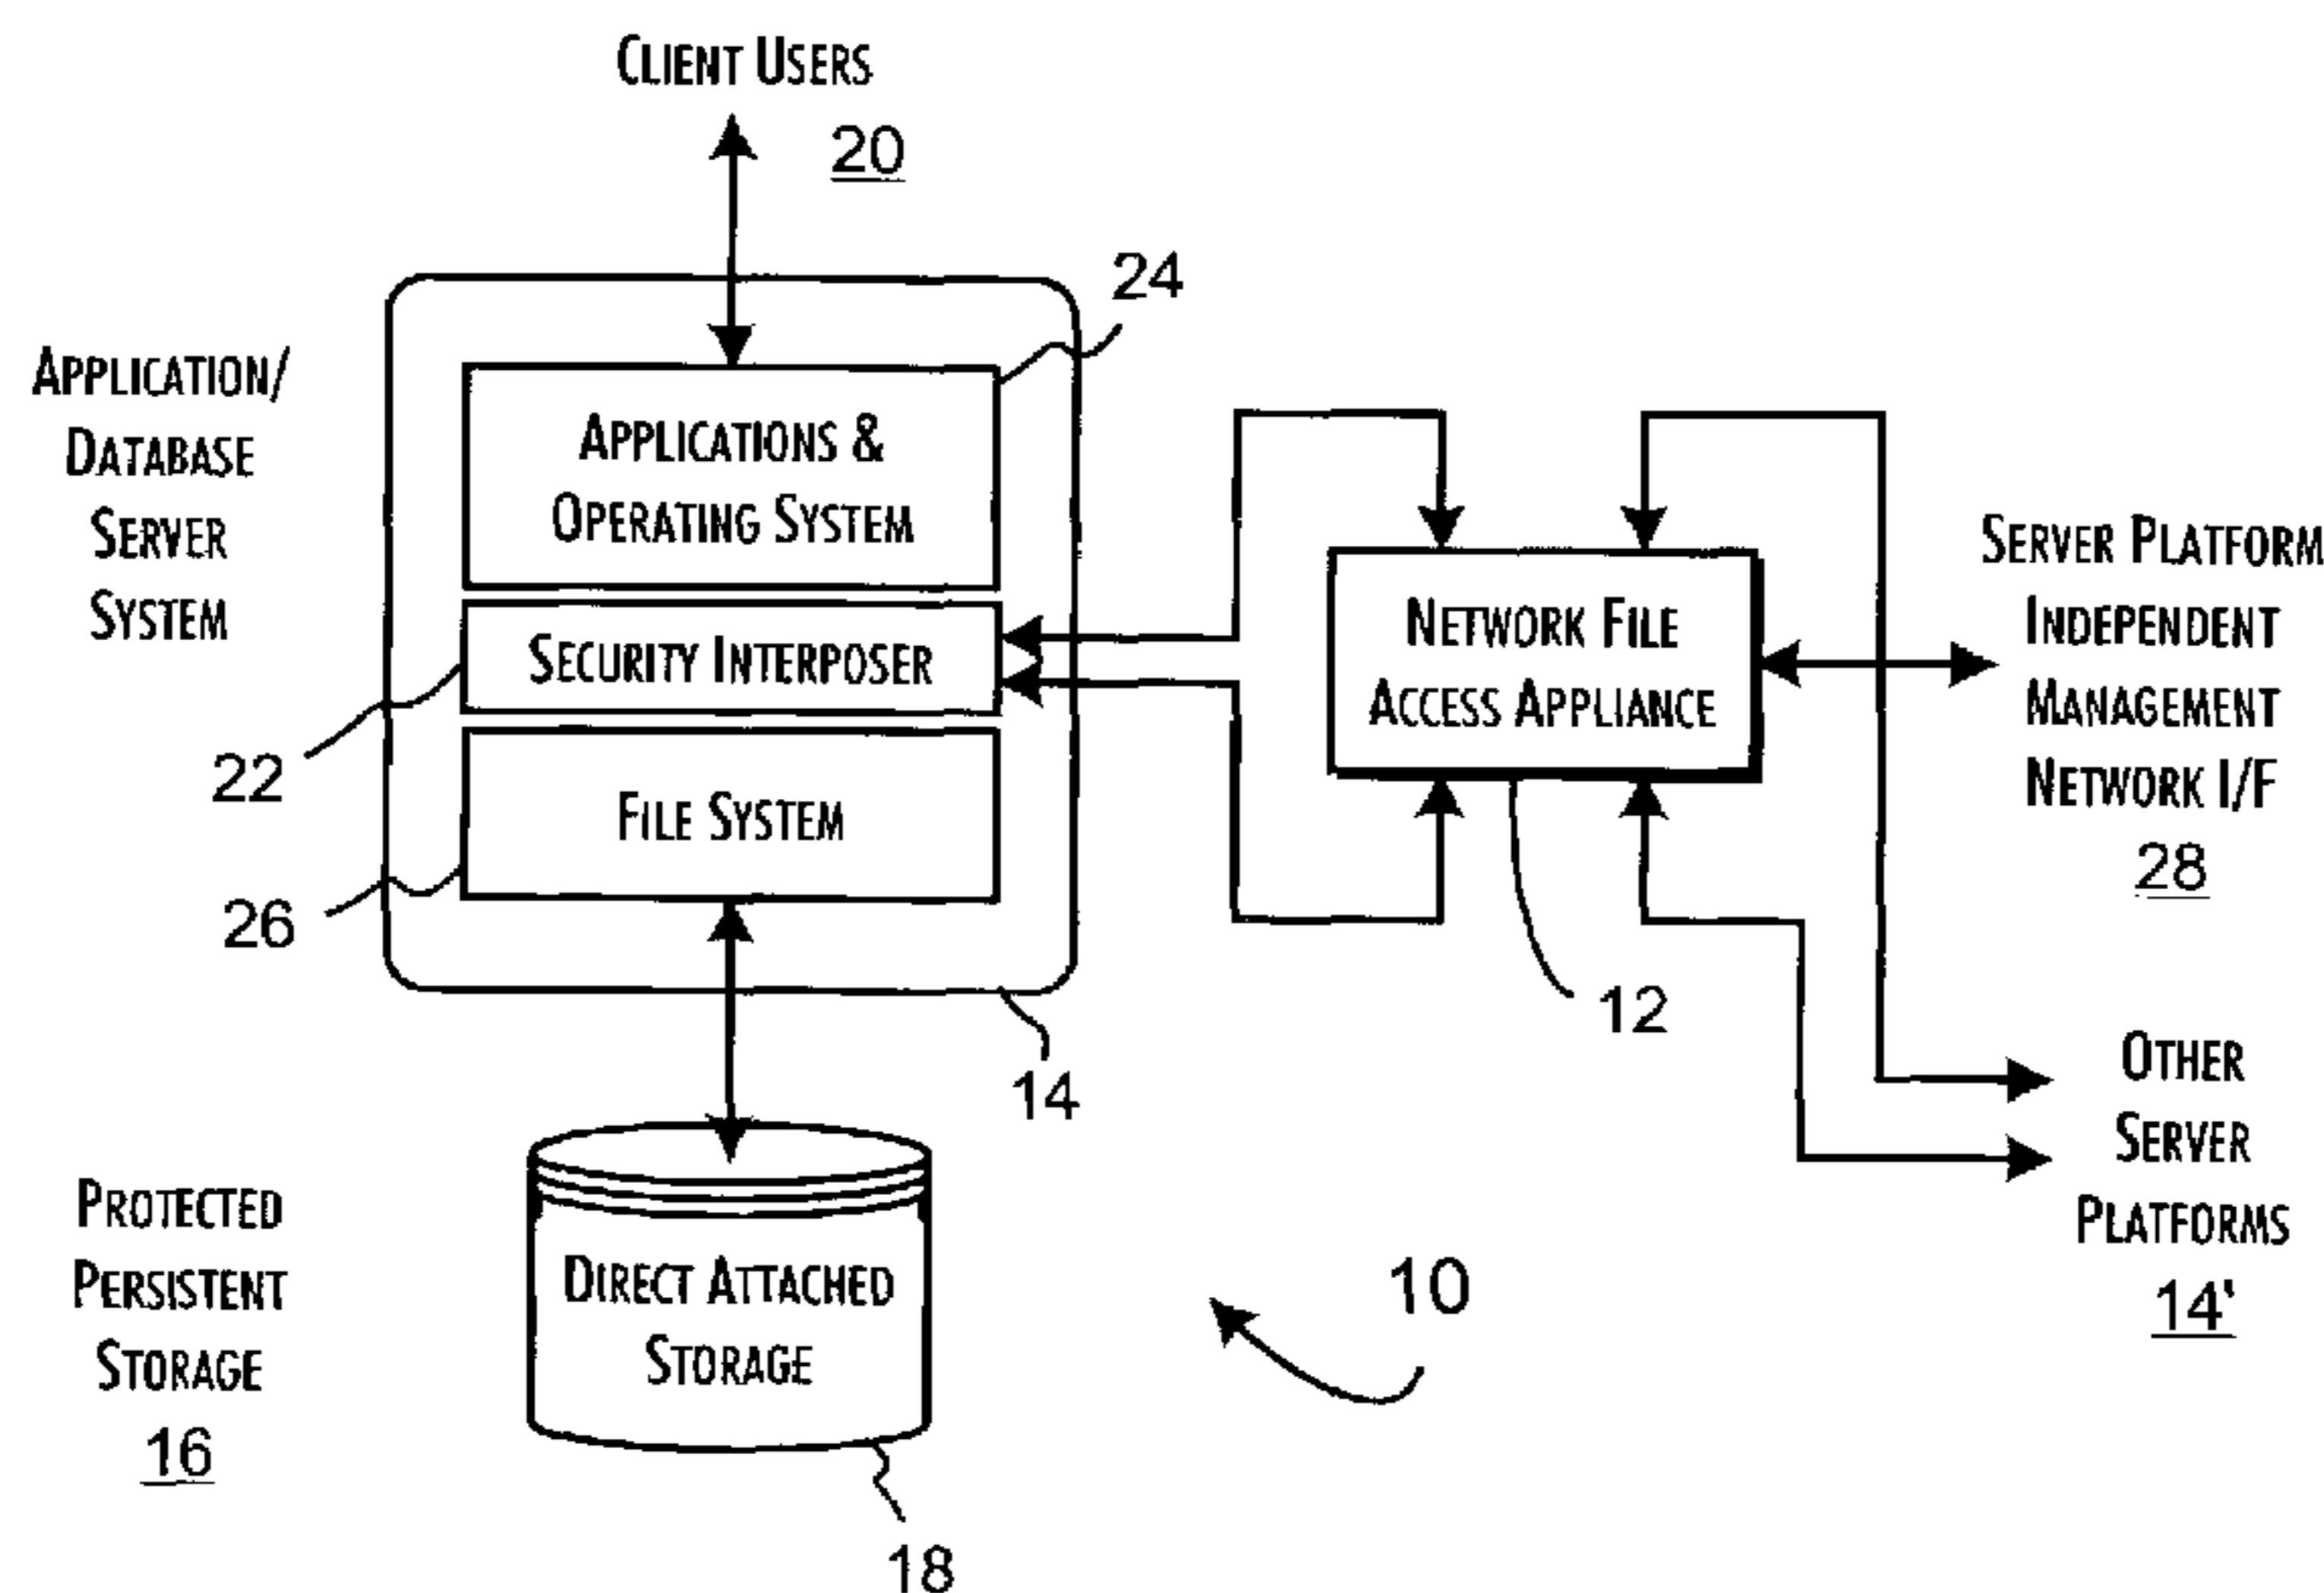 CLIENT USERS
20
24
APPLICATION/
DATABASE
SERVER
SYSTEM
APPLICATIONS &
OPERATING SYSTEM
SECURITY INTERPOSER
FILE SYSTEM
22
26
14
NETWORK FILE
ACCESS APPLIANCE
12
SERVER PLATFORM
INDEPENDENT
MANAGEMENT
NETWORK I/F
28
OTHER
SERVER
PLATFORMS
14'
PROTECTED
PERSISTENT
STORAGE
16
DIRECT ATTACHED
STORAGE
18
10